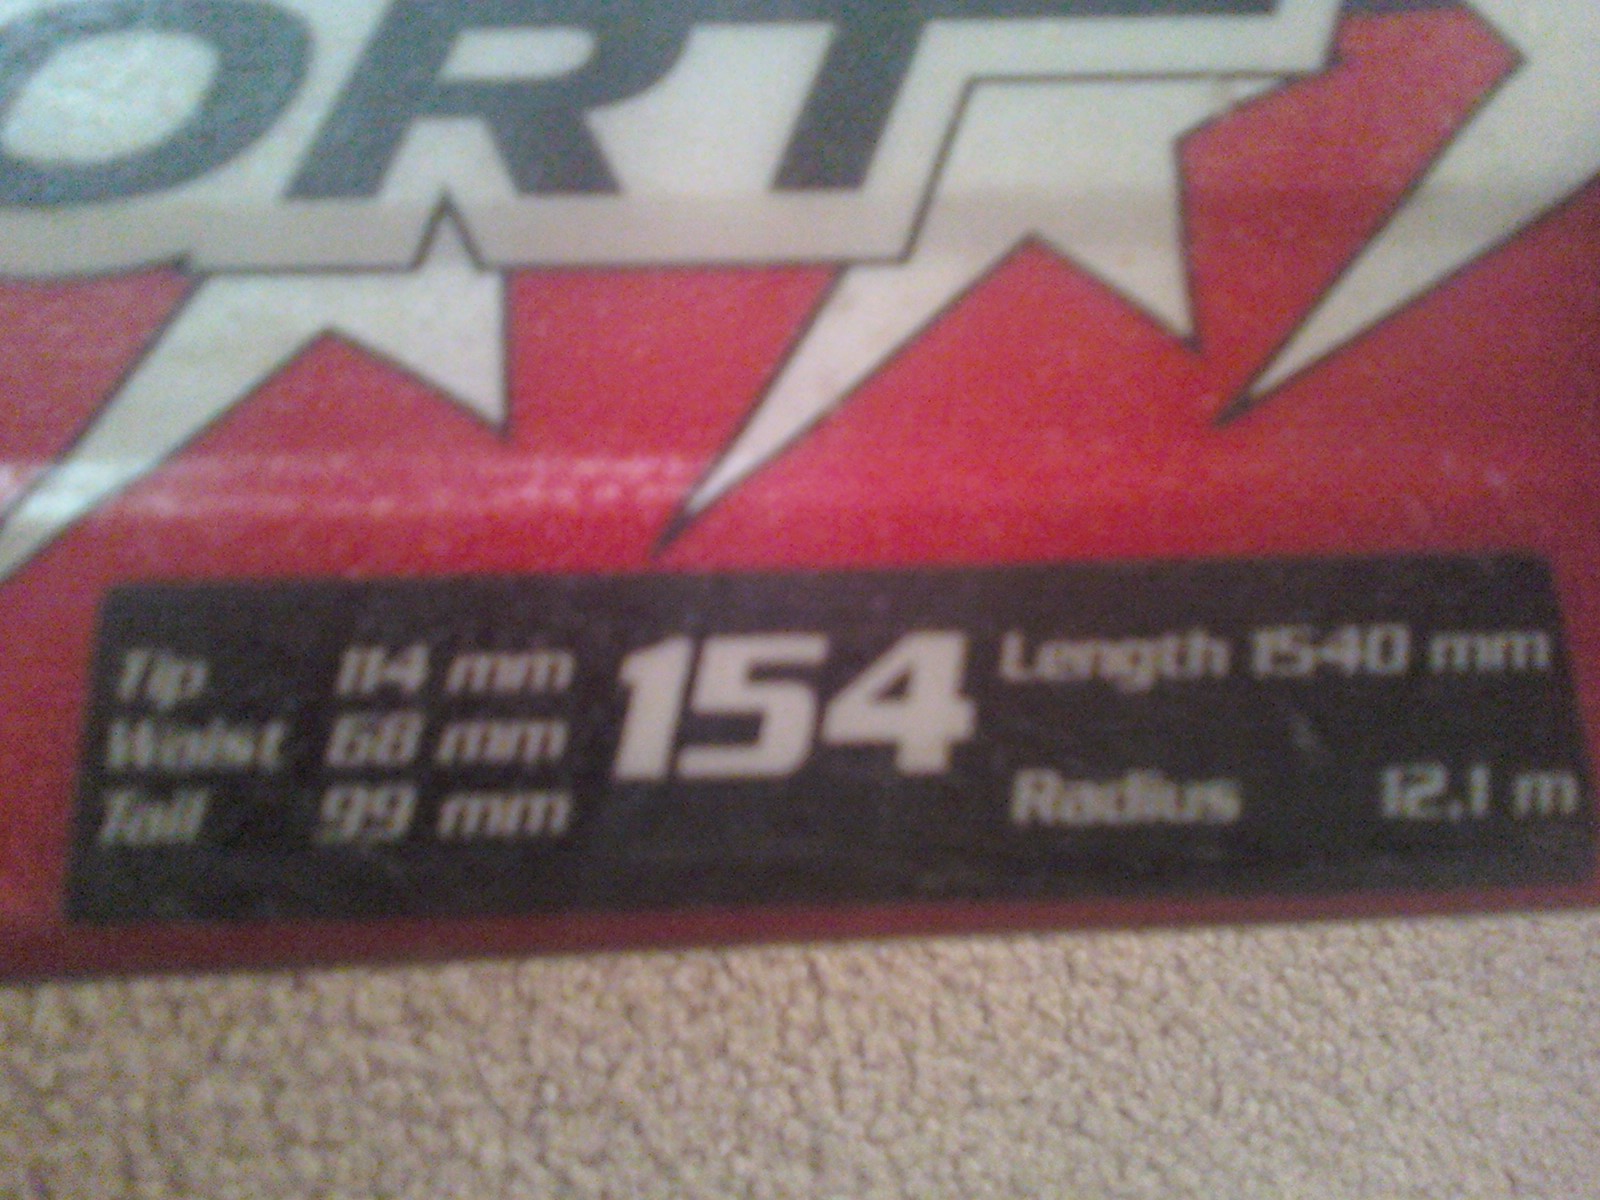 ORT
Tip 114 mm
Waist 68 mm
Tail 99 mm
154
Length 1540 mm
Radius 12.1 m